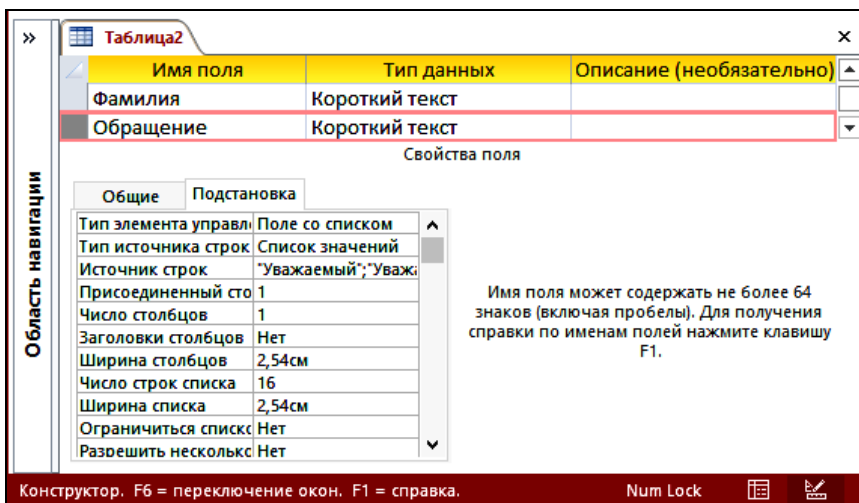 »
Таблица2
×
Имя поля Тип данных Описание (необязательно)
Фамилия Короткий текст
Обращение Короткий текст
Свойства поля
Область навигации
Общие Подстановка
Тип элемента управл Поле со списком
Тип источника строк Список значений
Источник строк "Уважаемый";"Уважа
Присоединенный сто 1
Число столбцов 1
Заголовки столбцов Нет
Ширина столбцов 2,54см
Число строк списка 16
Ширина списка 2,54см
Ограничиться списко Нет
Разрешить несколько Нет
Имя поля может содержать не более 64
знаков (включая пробелы). Для получения
справки по именам полей нажмите клавишу
F1.
Конструктор. F6 = переключение окон. F1 = справка. Num Lock